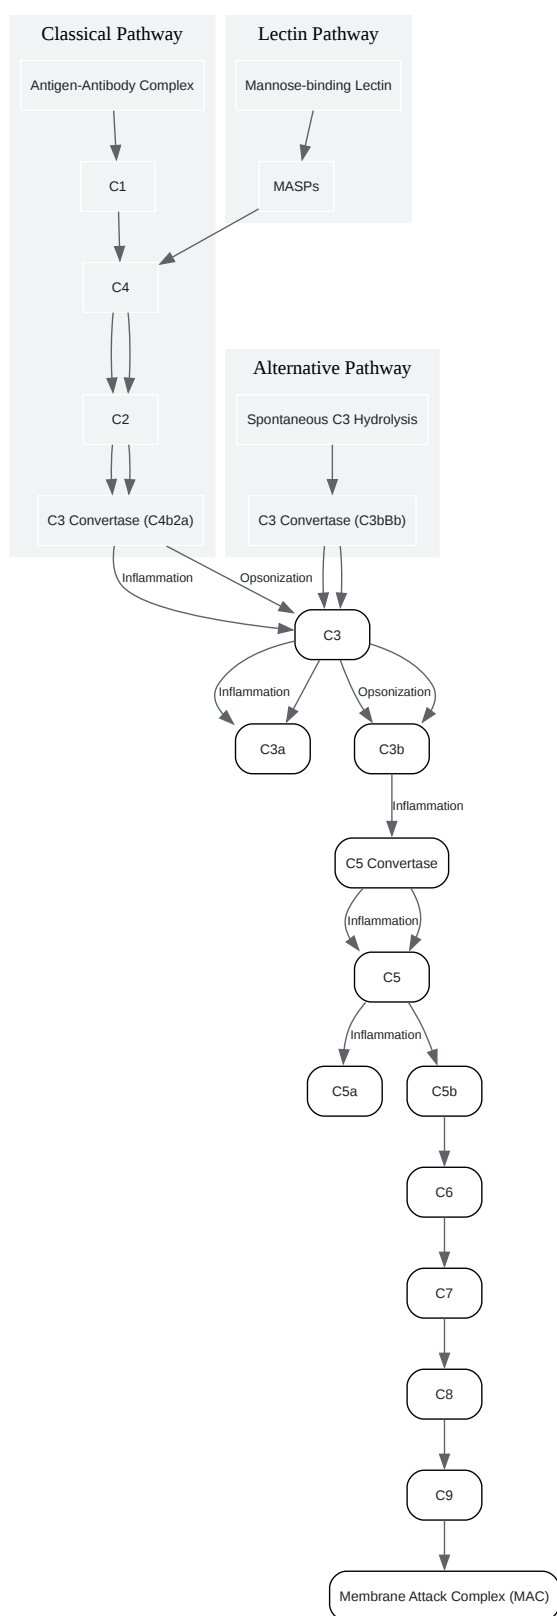 Classical Pathway
Lectin Pathway
Antigen-Antibody Complex
Mannose-binding Lectin
C1
MASPs
C4
Alternative Pathway
C2
Spontaneous C3 Hydrolysis
C3 Convertase (C4b2a)
C3 Convertase (C3bBb)
Inflammation
Opsonization
C3
Inflammation
Opsonization
C3a
C3b
Inflammation
C5 Convertase
Inflammation
C5
Inflammation
C5a
C5b
C6
C7
C8
C9
Membrane Attack Complex (MAC)